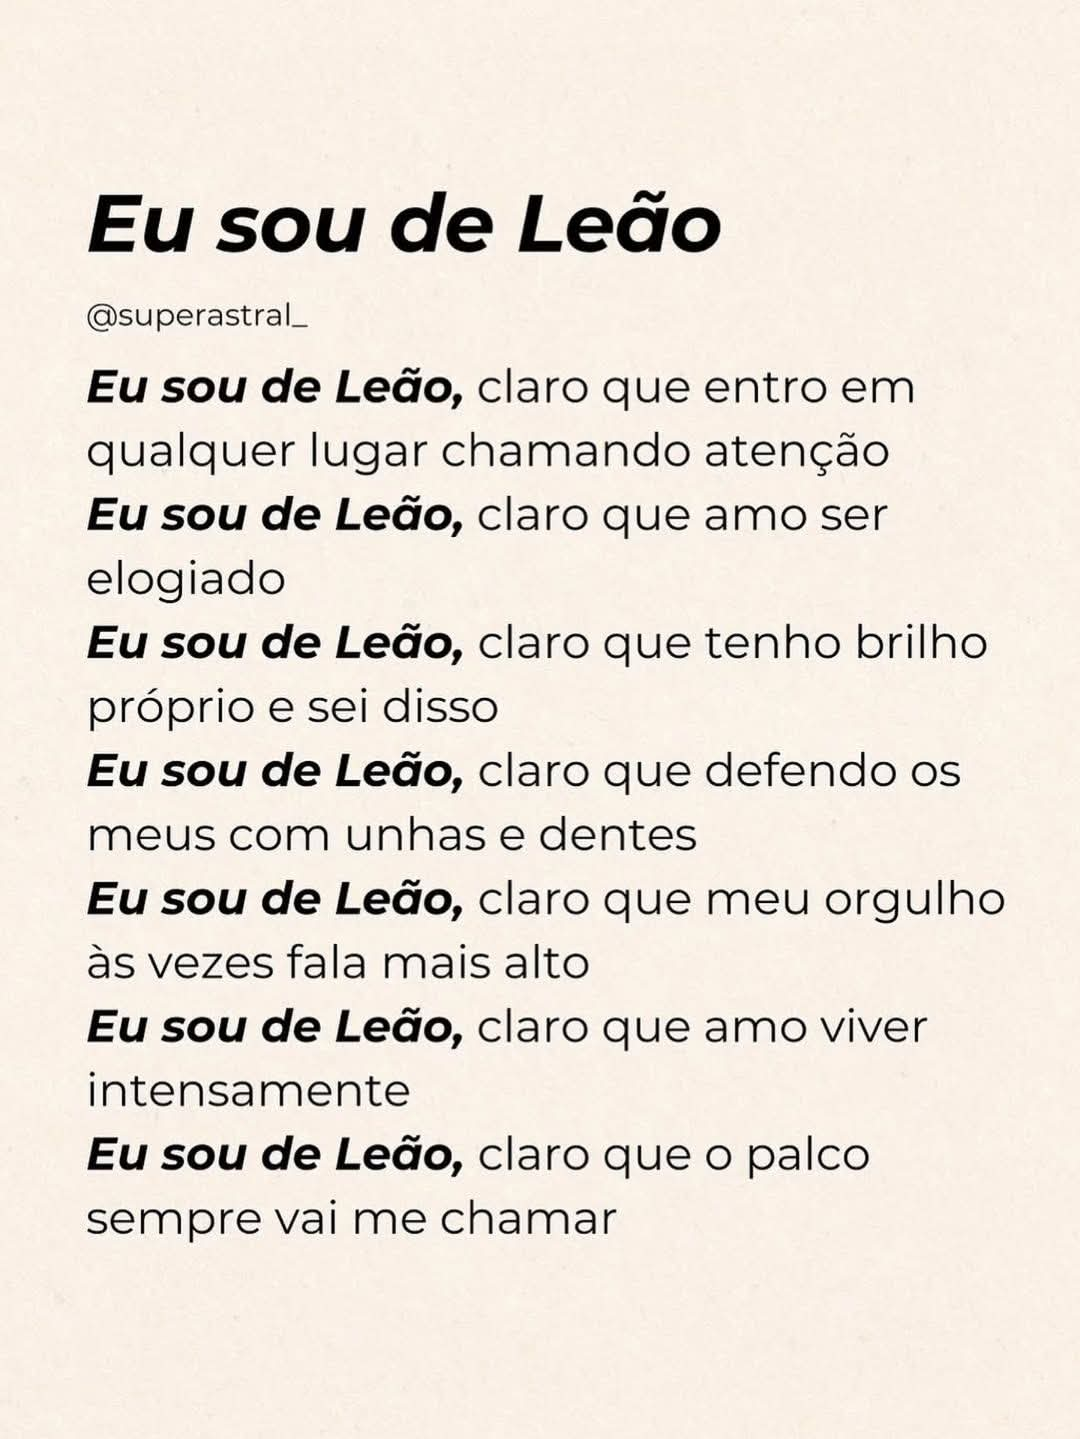 Eu sou de Leão
@superastral_
Eu sou de Leão, claro que entro em
qualquer lugar chamando atenção
Eu sou de Leão, claro que amo ser
elogiado
Eu sou de Leão, claro que tenho brilho
próprio e sei disso
Eu sou de Leão, claro que defendo os
meus com unhas e dentes
Eu sou de Leão, claro que meu orgulho
às vezes fala mais alto
Eu sou de Leão, claro que amo viver
intensamente
Eu sou de Leão, claro que o palco
sempre vai me chamar